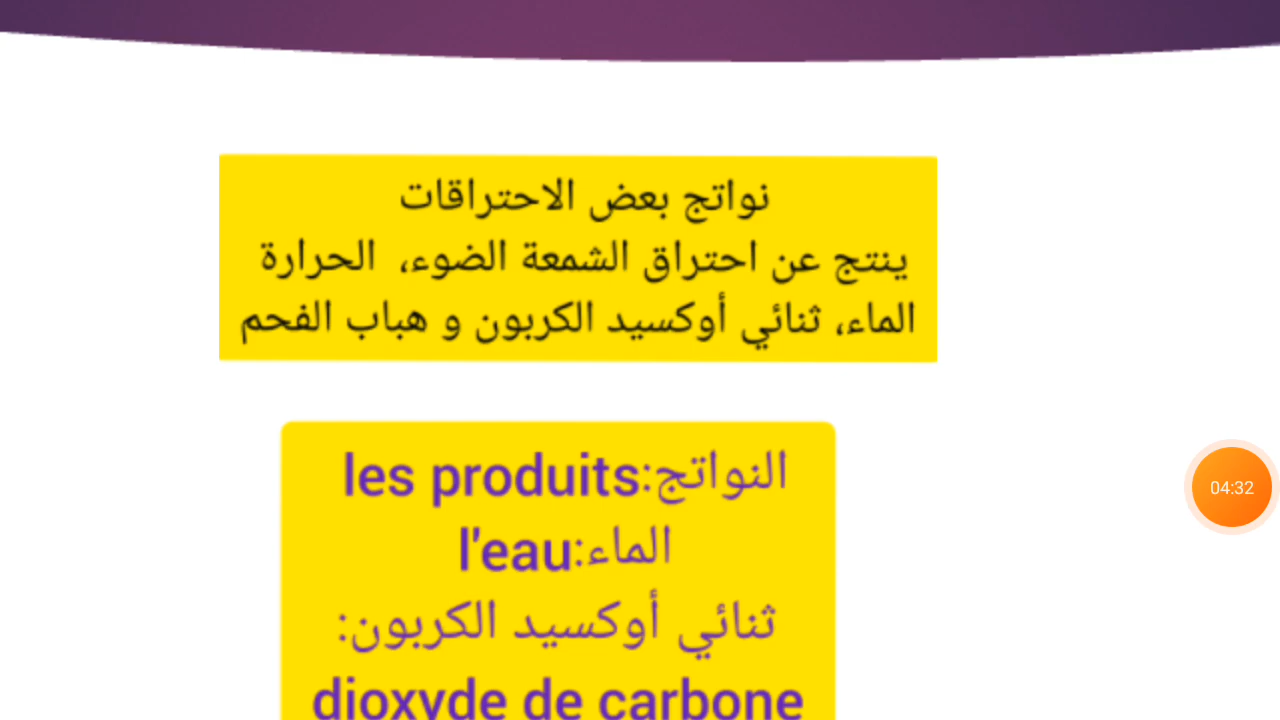 نواتج بعض الاحتراقات
ينتج عن احتراق الشمعة الضوء، الحرارة
الماء، ثنائي أوكسيد الكربون و هباب الفحم
النواتج:les produits
الماء:l'eau
ثنائي أوكسيد الكربون:
dioxyde de carbone
04:32